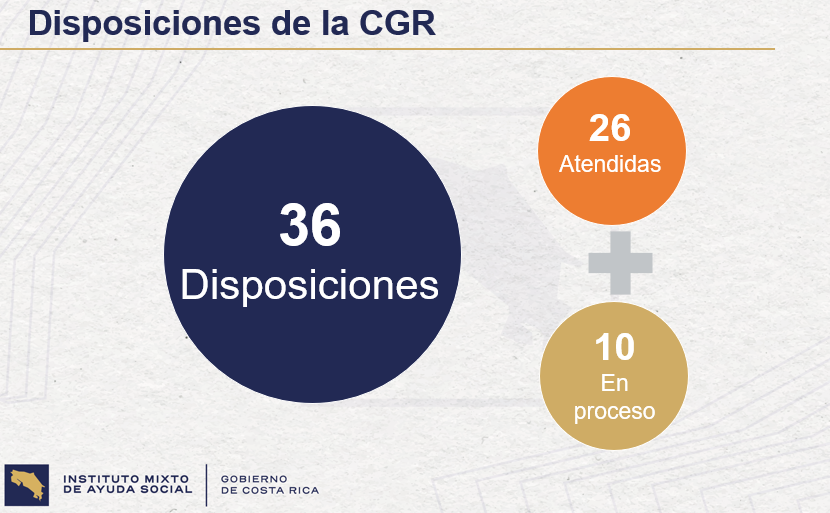 Disposiciones de la CGR
36
Disposiciones
26
Atendidas
10
En
proceso
INSTITUTO MIXTO
DE AYUDA SOCIAL
GOBIERNO
DE COSTA RICA